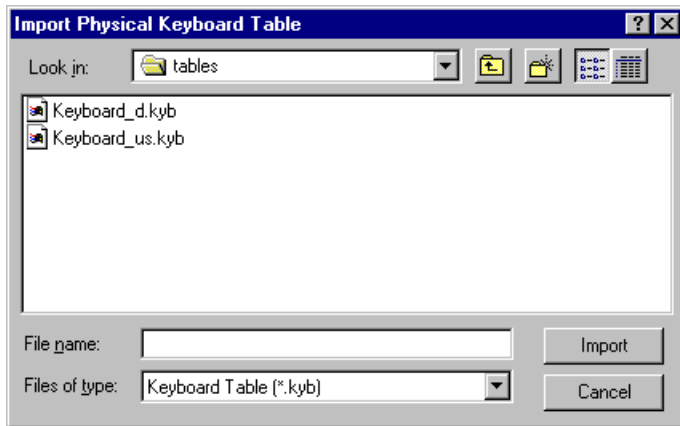 Import Physical Keyboard Table
Look in: tables
Keyboard_d.kyb
Keyboard_us.kyb
File name: Import
Files of type: Keyboard Table (*.kyb) Cancel